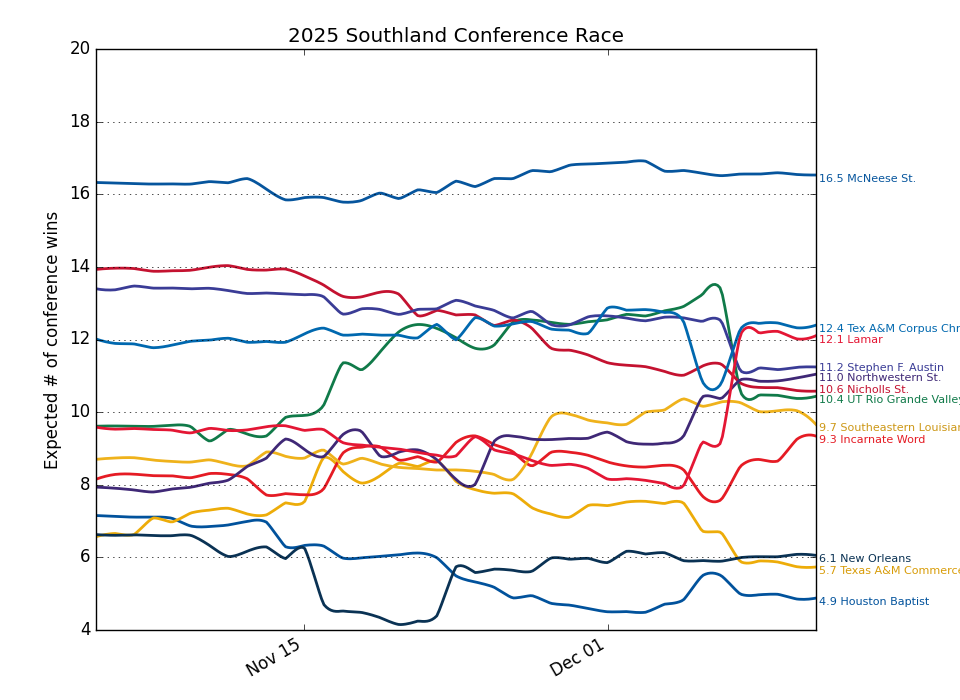 2025 Southland Conference Race
Expected # of conference wins
20
18
16
14
12
10
8
6
4
Nov 15
Dec 01
16.5 McNeese St.
12.4 Tex A&M Corpus Chr
12.1 Lamar
11.2 Stephen F. Austin
11.0 Northwestern St.
10.6 Nicholls St.
10.4 UT Rio Grande Valley
9.7 Southeastern Louisian
9.3 Incarnate Word
6.1 New Orleans
5.7 Texas A&M Commerce
4.9 Houston Baptist